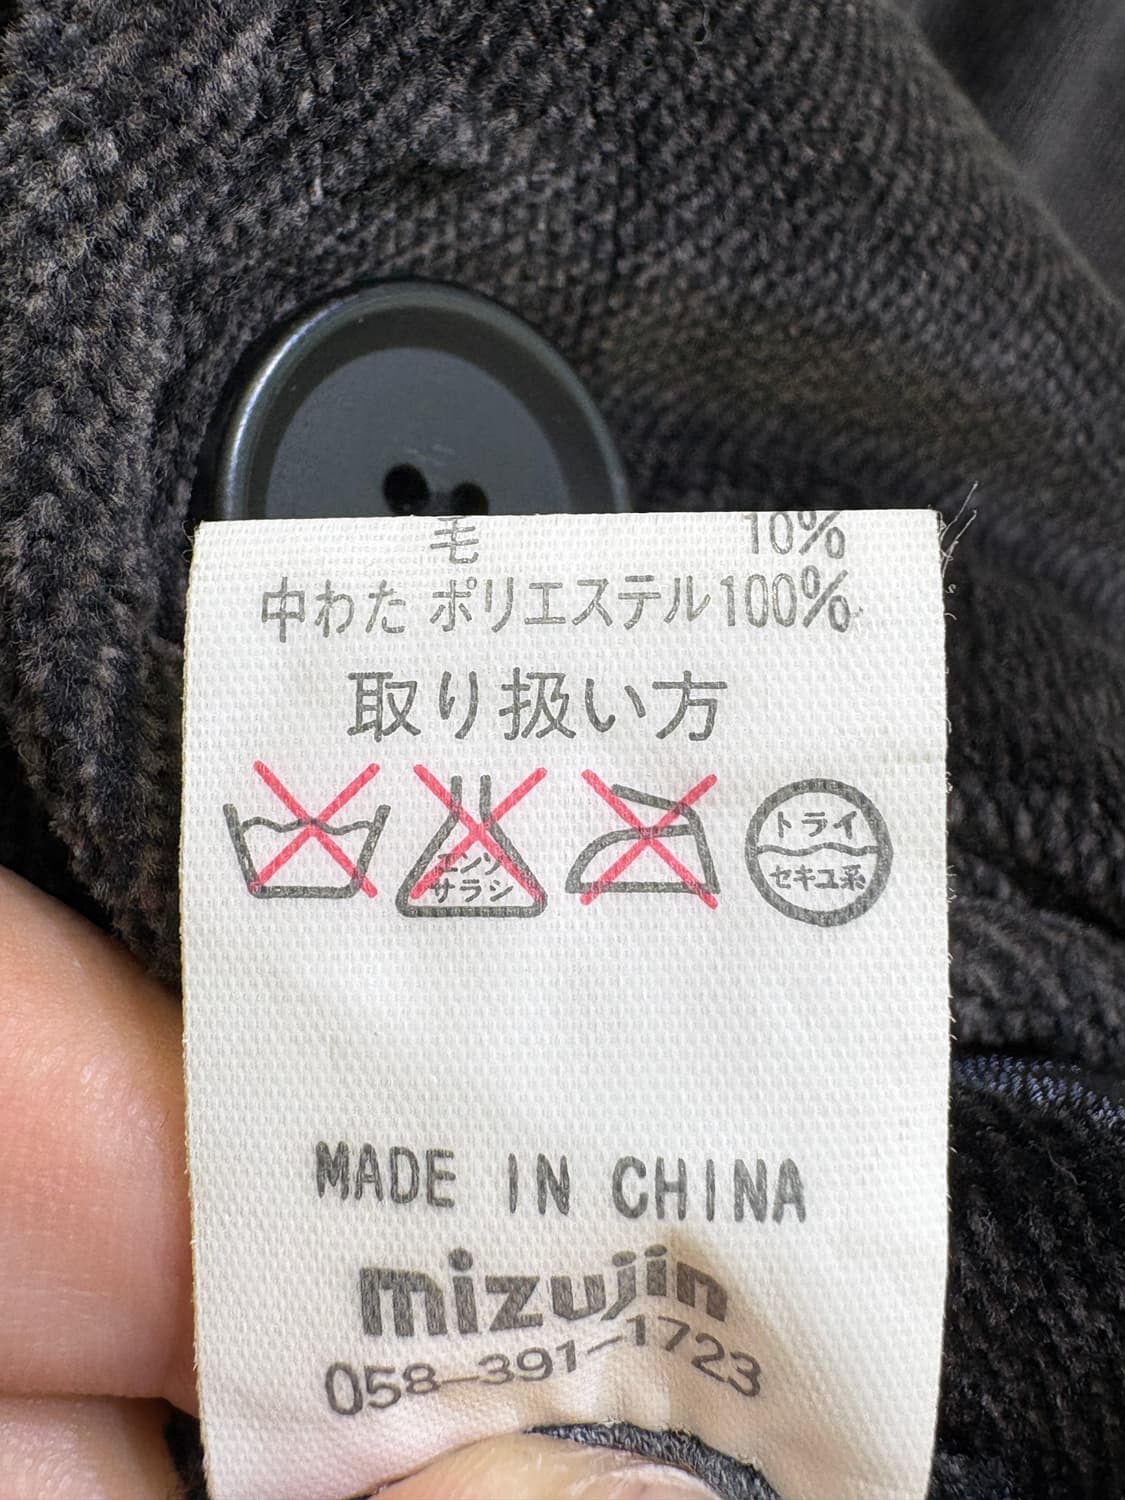 毛 10%
中わた ポリエステル100%
取り扱い方
エンソ
サラシ
ドライ
セキユ系
MADE IN CHINA
mizujin
058-391-1723